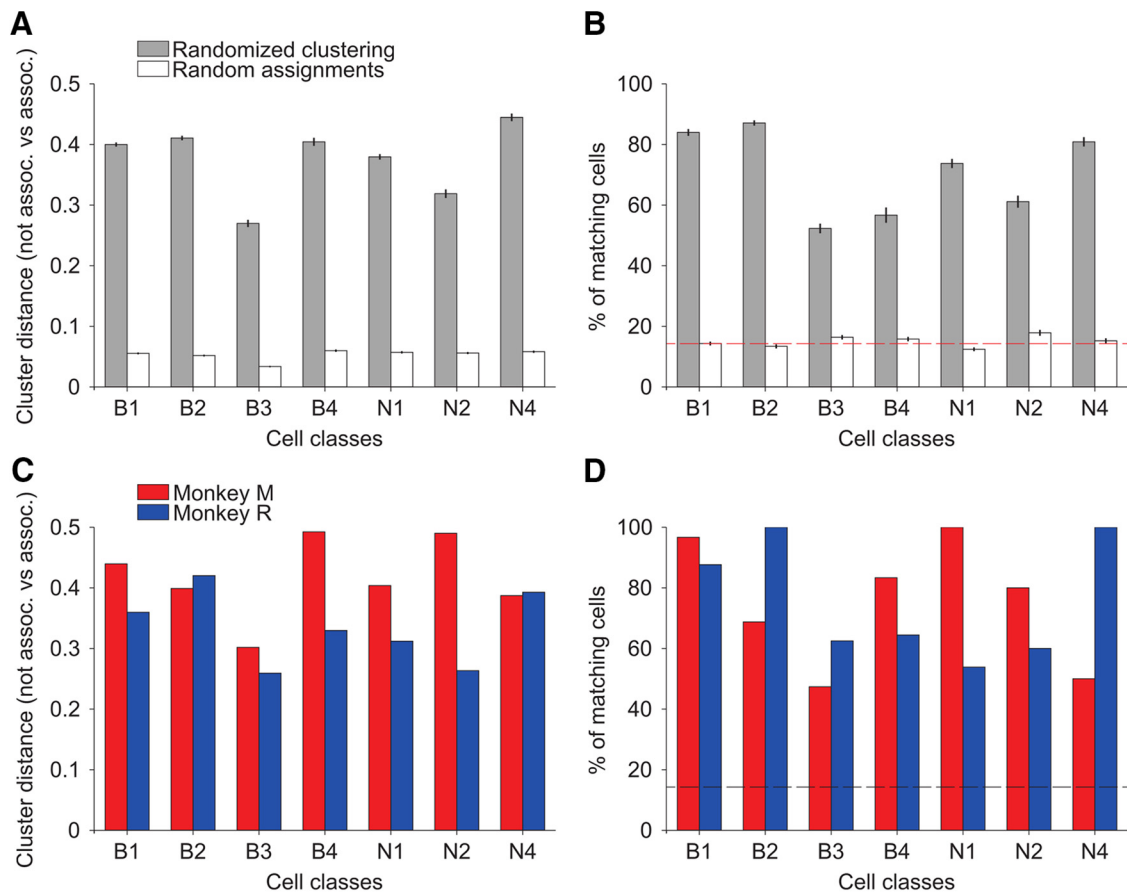 A
Randomized clustering
Random assignments
Cluster distance (not assoc. vs assoc.)
0.5
0.4
0.3
0.2
0.1
0
B1 B2 B3 B4 N1 N2 N4
Cell classes
B
% of matching cells
100
80
60
40
20
0
B1 B2 B3 B4 N1 N2 N4
Cell classes
C
Monkey M
Monkey R
Cluster distance (not assoc. vs assoc.)
0.5
0.4
0.3
0.2
0.1
0
B1 B2 B3 B4 N1 N2 N4
Cell classes
D
% of matching cells
100
80
60
40
20
0
B1 B2 B3 B4 N1 N2 N4
Cell classes